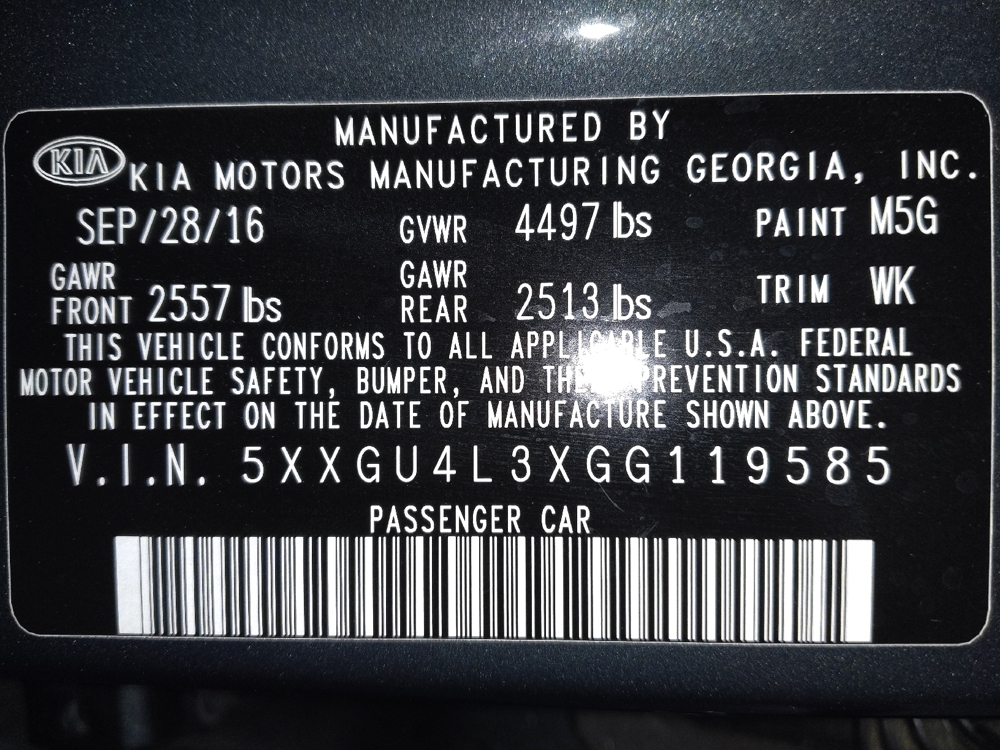 MANUFACTURED BY
KIA
KIA MOTORS MANUFACTURING GEORGIA, INC.
SEP/28/16 GVWR 4497 lbs PAINT M5G
GAWR FRONT 2557 lbs GAWR REAR 2513 lbs TRIM WK
THIS VEHICLE CONFORMS TO ALL APPLICABLE U.S.A. FEDERAL
MOTOR VEHICLE SAFETY, BUMPER, AND PREVENTION STANDARDS
IN EFFECT ON THE DATE OF MANUFACTURE SHOWN ABOVE.
V.I.N. 5XXGU4L3XGG119585
PASSENGER CAR